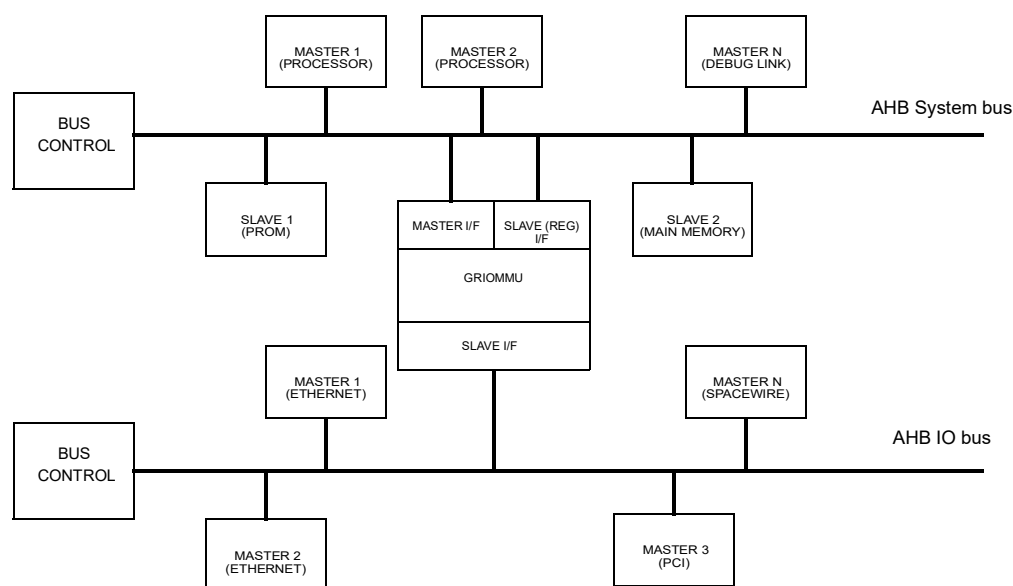 MASTER 1
(PROCESSOR)
MASTER 2
(PROCESSOR)
MASTER N
(DEBUG LINK)
AHB System bus
BUS
CONTROL
SLAVE 1
(PROM)
MASTER I/F
SLAVE (REG)
I/F
SLAVE 2
(MAIN MEMORY)
GRIOMMU
SLAVE I/F
MASTER 1
(ETHERNET)
MASTER N
(SPACEWIRE)
AHB IO bus
BUS
CONTROL
MASTER 2
(ETHERNET)
MASTER 3
(PCI)